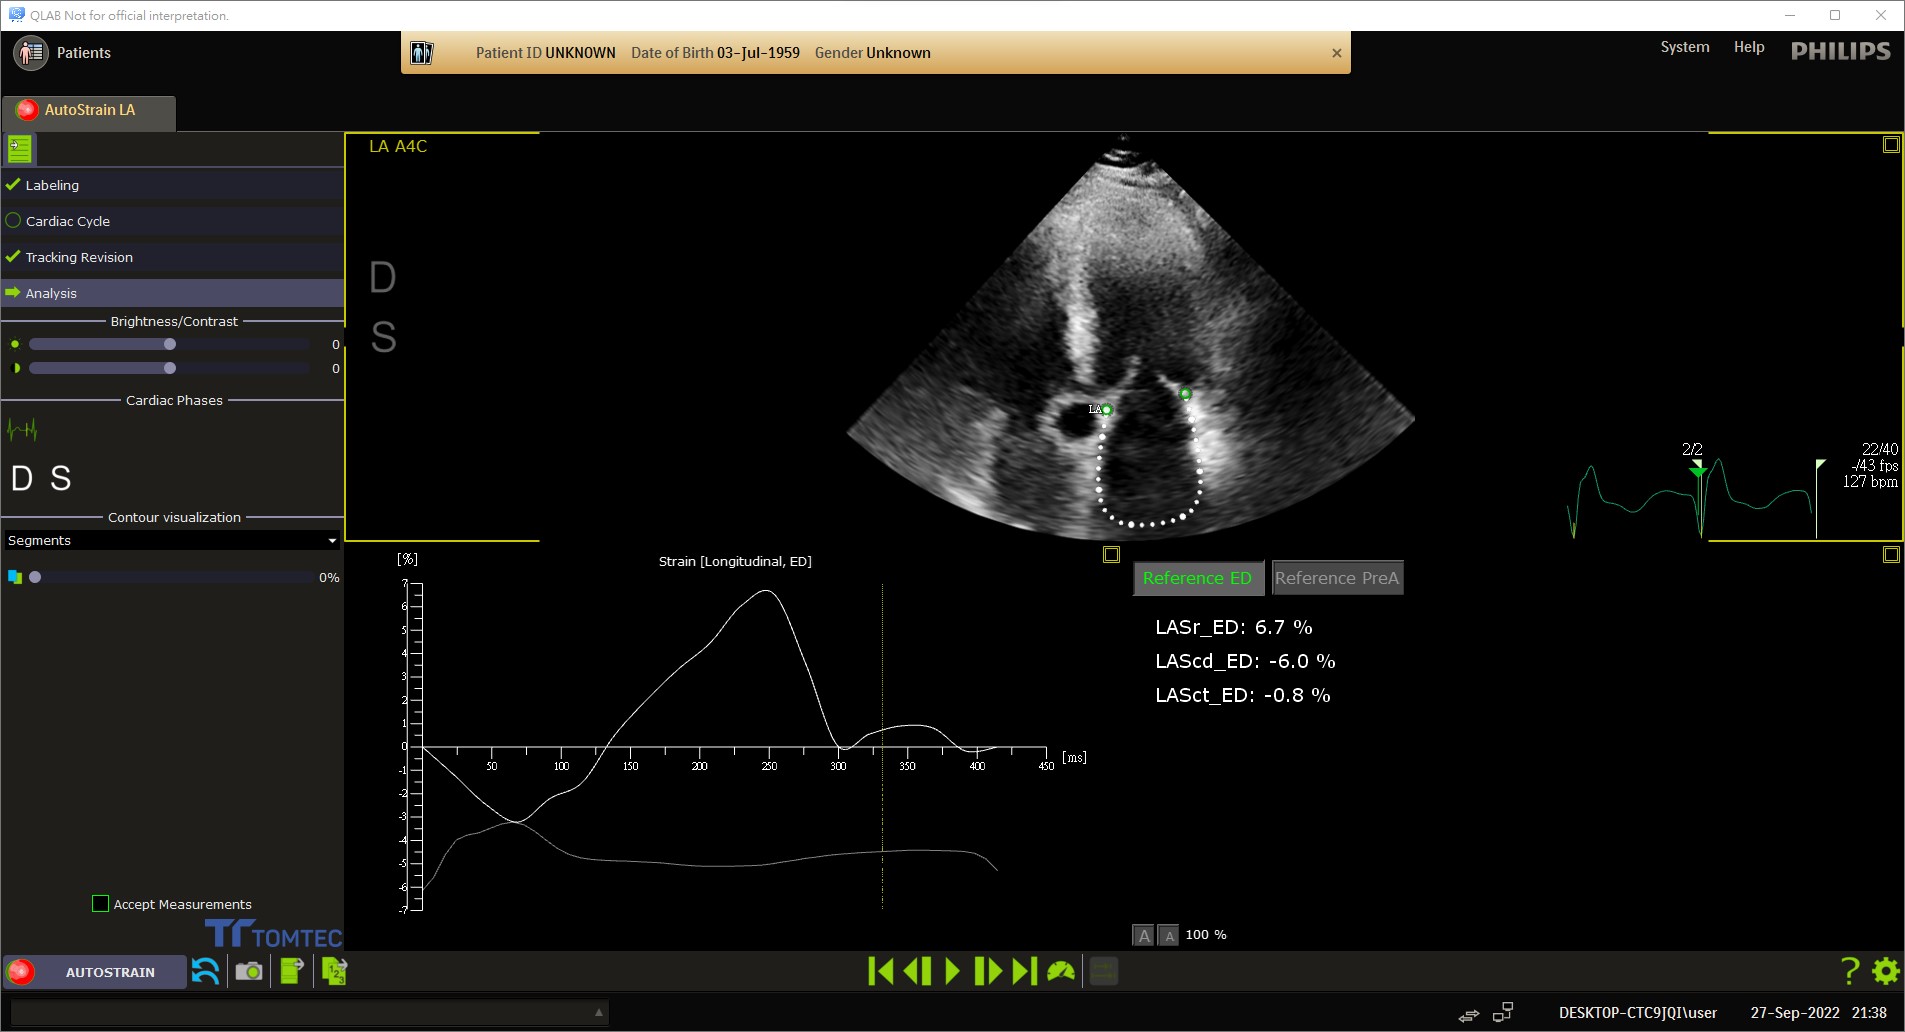 QLAB Not for official interpretation.
Patients
Patient ID UNKNOWN Date of Birth 03-Jul-1959 Gender Unknown
System Help PHILIPS
AutoStrain LA
Labeling
Cardiac Cycle
Tracking Revision
Analysis
Brightness/Contrast
0
0
Cardiac Phases
D S
Contour visualization
Segments
0%
Accept Measurements
TOMTEC
LA A4C
D
S
LA
2/2
22/40
-/43 fps
127 bpm
[%]
Strain [Longitudinal, ED]
7
6
5
4
3
2
1
0
-1
-2
-3
-4
-5
-6
-7
50 100 150 200 250 300 350 400 450 [ms]
Reference ED Reference PreA
LASr_ED: 6.7 %
LAScd_ED: -6.0 %
LASct_ED: -0.8 %
A A 100 %
AUTOSTRAIN
DESKTOP-CTC9JQI\user 27-Sep-2022 21:38